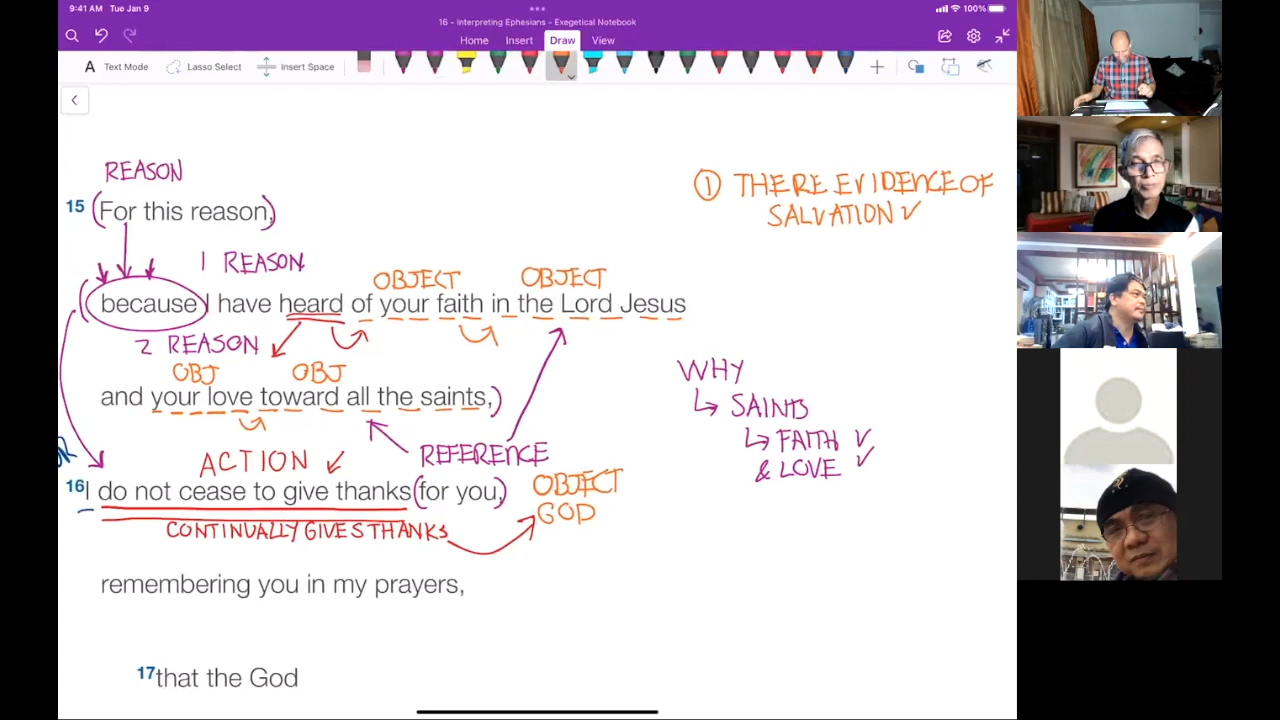 9:41 AM Tue Jan 9
100%
16 - Interpreting Ephesians - Exegetical Notebook
Home Insert Draw View
A Text Mode Lasso Select Insert Space
REASON
① THERE EVIDENCE OF
15 (For this reason,)
SALVATION ✓
1 REASON
OBJECT OBJECT
(because I have heard of your faith in the Lord Jesus
2 REASON
OBJ OBJ
WHY
and your love toward all the saints,)
↳ SAINTS
↳ FAITH ✓
ACTION
REFERENCE
& LOVE ✓
16 I do not cease to give thanks (for you,)
OBJECT
GOD
CONTINUALLY GIVES THANKS
remembering you in my prayers,
17 that the God